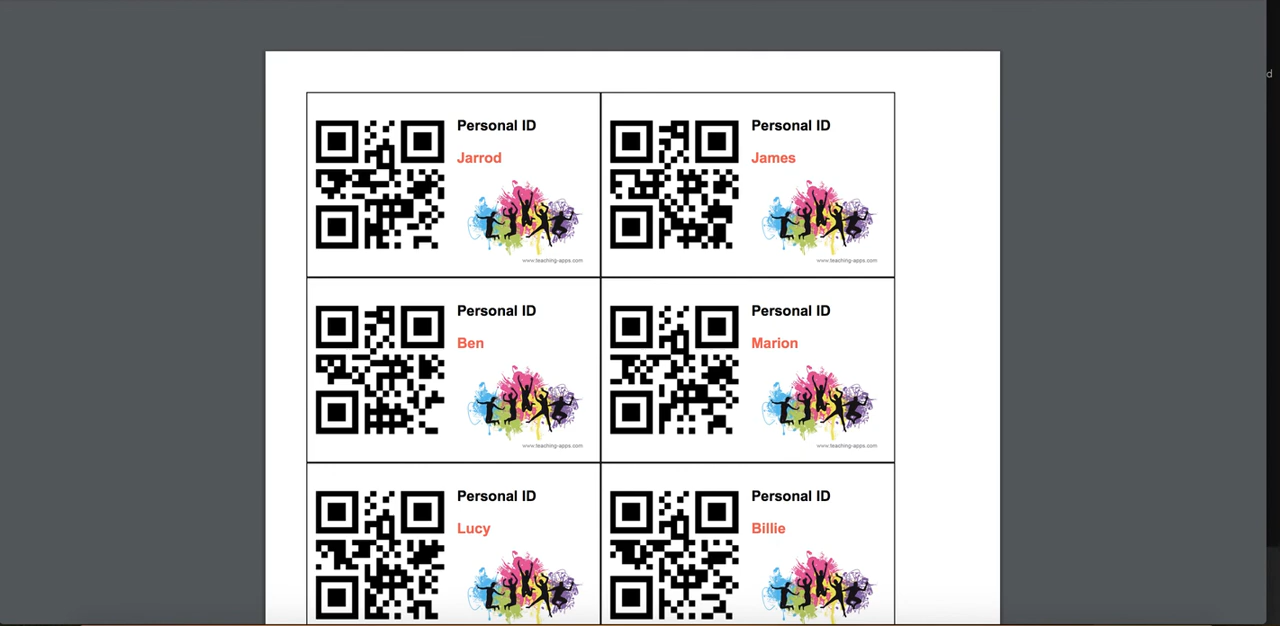 Personal ID
Jarrod
www.teaching-apps.com
Personal ID
James
www.teaching-apps.com
Personal ID
Ben
www.teaching-apps.com
Personal ID
Marion
www.teaching-apps.com
Personal ID
Lucy
Personal ID
Billie
d